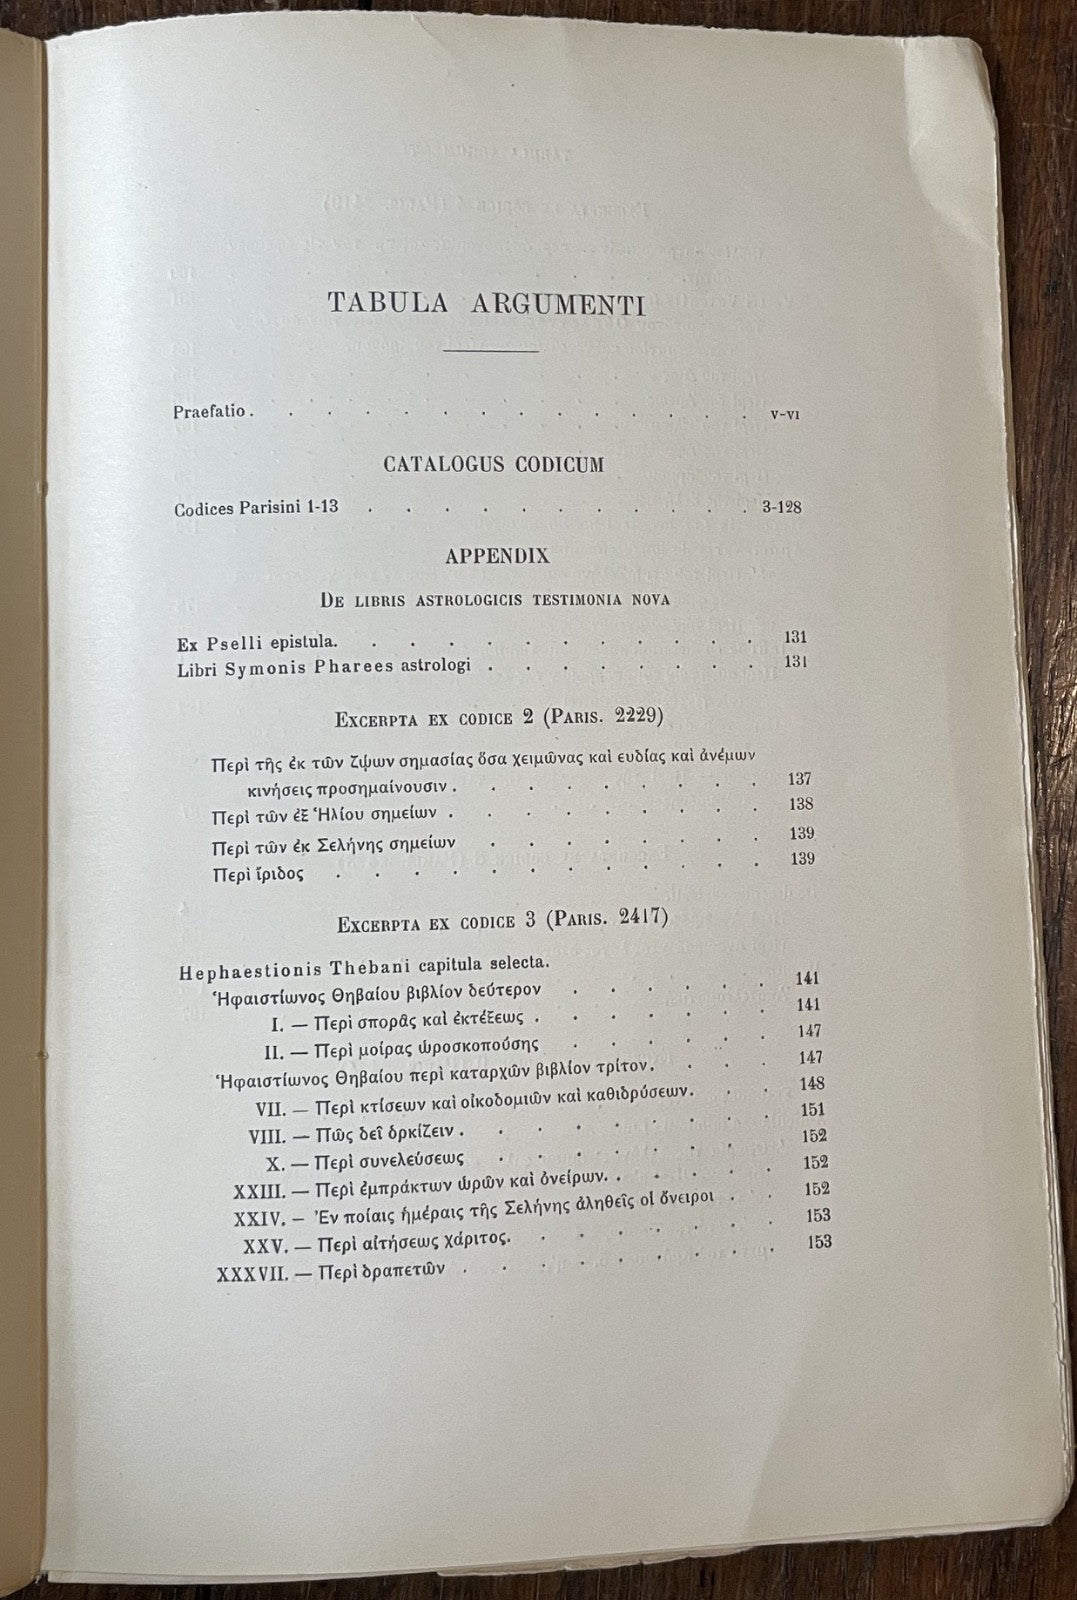 TABULA ARGUMENTI
Praefatio . . . . . . . . . . . . . . V-VI
CATALOGUS CODICUM
Codices Parisini 1-13 . . . . . . . . . . . 3-128
APPENDIX
DE LIBRIS ASTROLOGICIS TESTIMONIA NOVA
Ex Pselli epistula. . . . . . . . . . . . 131
Libri Symonis Pharees astrologi . . . . . . . . 131
EXCERPTA EX CODICE 2 (PARIS. 2229)
Περὶ τῆς ἐκ τῶν ζῴων σημασίας ὅσα χειμῶνας καὶ ευδίας καὶ ἀνέμων
κινήσεις προσημαίνουσιν . . . . . . . . . 137
Περὶ τῶν ἐξ Ἡλίου σημείων . . . . . . . . . 138
Περὶ τῶν ἐκ Σελήνης σημείων . . . . . . . . 139
Περὶ ἴριδος . . . . . . . . . . . . 139
EXCERPTA EX CODICE 3 (PARIS. 2417)
Hephaestionis Thebani capitula selecta.
Ἡφαιστίωνος Θηβαίου βιβλίον δεύτερον . . . . . . 141
I. — Περὶ σπορᾶς καὶ ἐκτέξεως . . . . . . . 141
II. — Περὶ μοίρας ὡροσκοπούσης . . . . . . 147
Ἡφαιστίωνος Θηβαίου περὶ καταρχῶν βιβλίον τρίτον. . . . 147
VII. — Περὶ κτίσεων καὶ οἰκοδομιῶν καὶ καθιδρύσεων. . . 148
VIII. — Πῶς δεῖ ὁρκίζειν . . . . . . . . . 151
X. — Περὶ συνελεύσεως . . . . . . . . 152
XXIII. — Περὶ ἐμπράκτων ὡρῶν καὶ ὀνείρων. . . . . . 152
XXIV. — Ἐν ποίαις ἡμέραις τῆς Σελήνης ἀληθεῖς οἱ ὄνειροι . . 152
XXV. — Περὶ αἰτήσεως χάριτος. . . . . . . . 153
XXXVII. — Περὶ δραπετῶν . . . . . . . . . 153